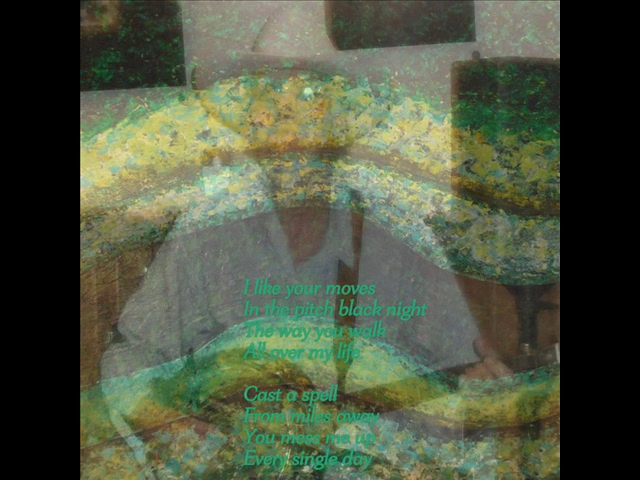 I like your moves
In the pitch black night
The way you walk
All over my life
Cast a spell
From miles away
You mess me up
Every single day